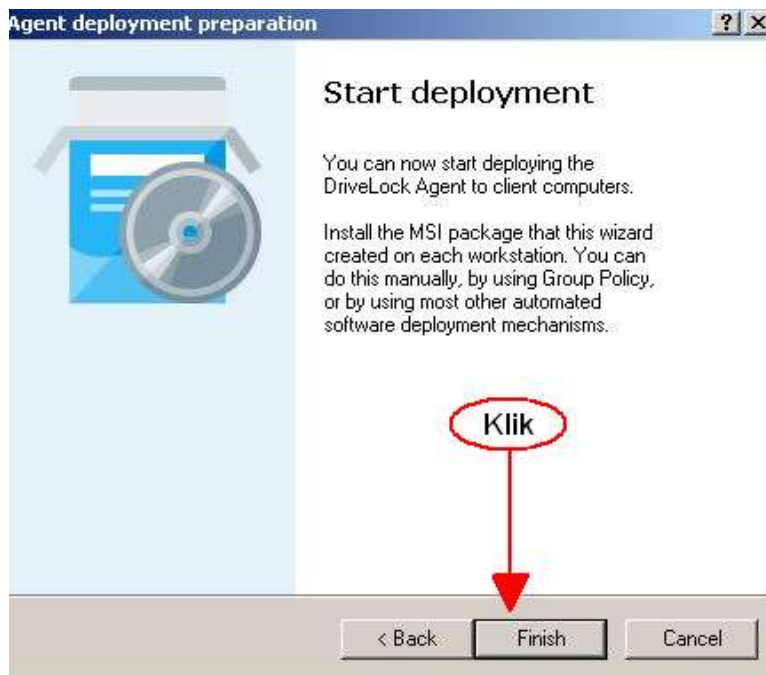 Agent deployment preparation
Start deployment
You can now start deploying the
DriveLock Agent to client computers.
Install the MSI package that this wizard
created on each workstation. You can
do this manually, by using Group Policy,
or by using most other automated
software deployment mechanisms.
Klik
< Back Finish Cancel